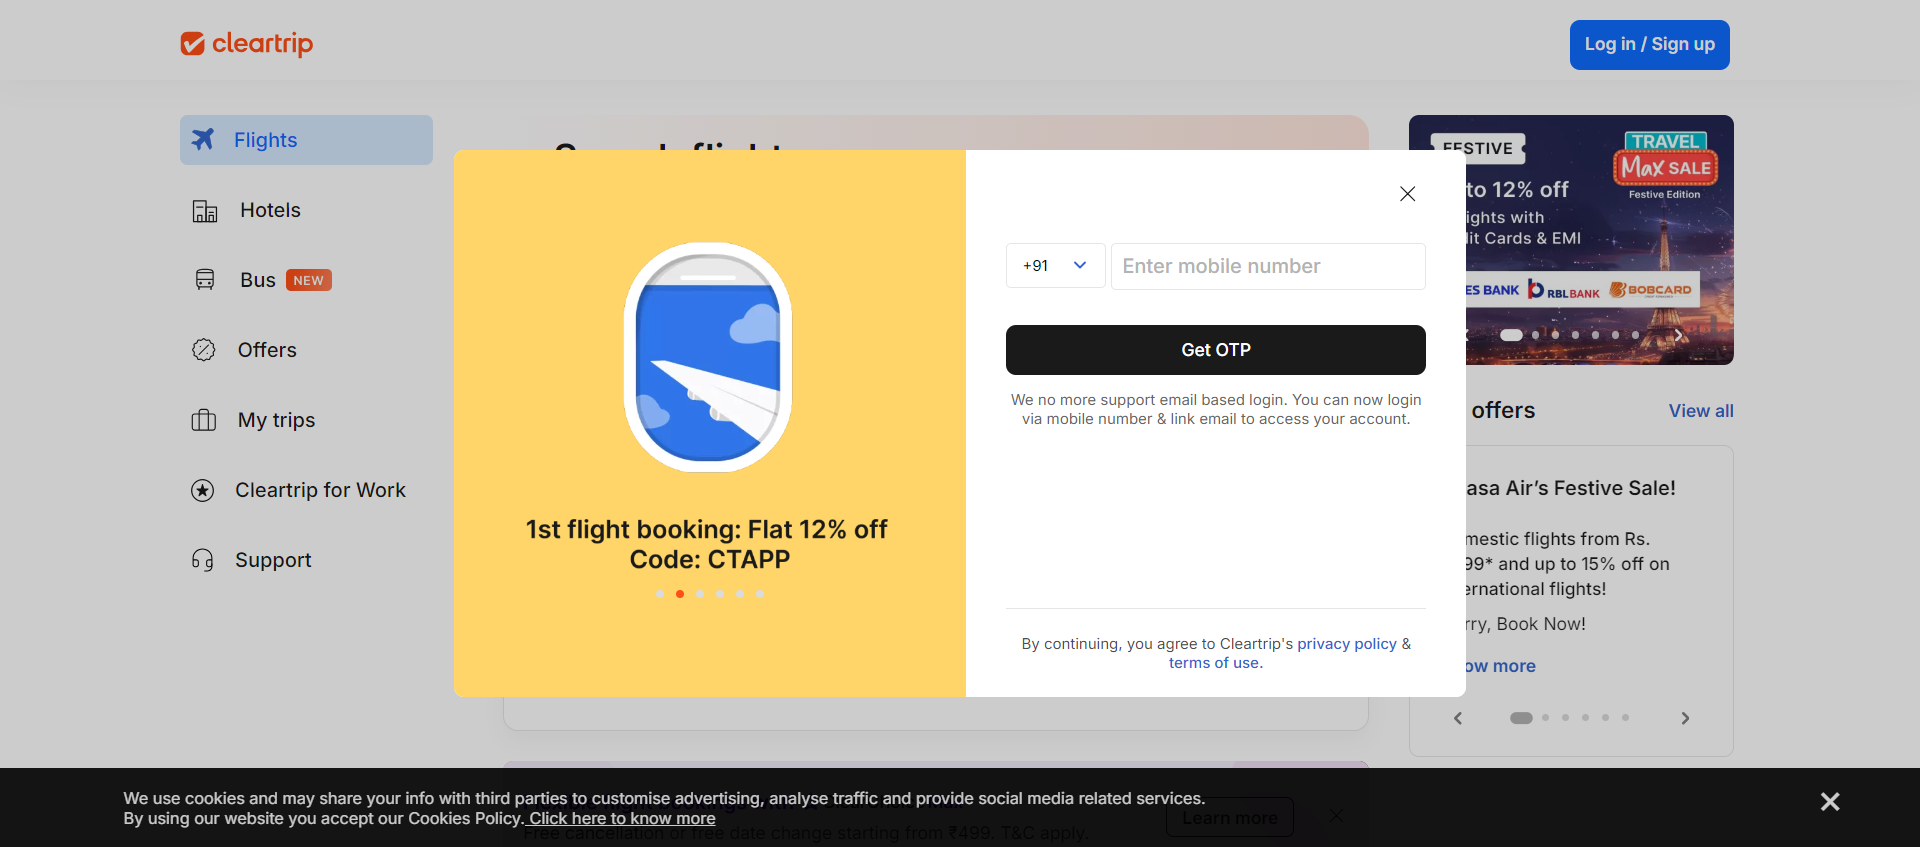 cleartrip
Log in / Sign up
Flights
Hotels
Bus NEW
Offers
My trips
Cleartrip for Work
Support
+91
Enter mobile number
Get OTP
We no more support email based login. You can now login
via mobile number & link email to access your account.
1st flight booking: Flat 12% off
Code: CTAPP
By continuing, you agree to Cleartrip's privacy policy &
terms of use.
FESTIVE
TRAVEL
Max SALE
Festive Edition
to 12% off
ights with
it Cards & EMI
ES BANK RBLBANK BOBCARD
offers
View all
asa Air’s Festive Sale!
mestic flights from Rs.
99* and up to 15% off on
ernational flights!
rry, Book Now!
ow more
We use cookies and may share your info with third parties to customise advertising, analyse traffic and provide social media related services.
By using our website you accept our Cookies Policy. Click here to know more
Free cancellation or free date change starting from ₹499. T&C apply.
Learn more